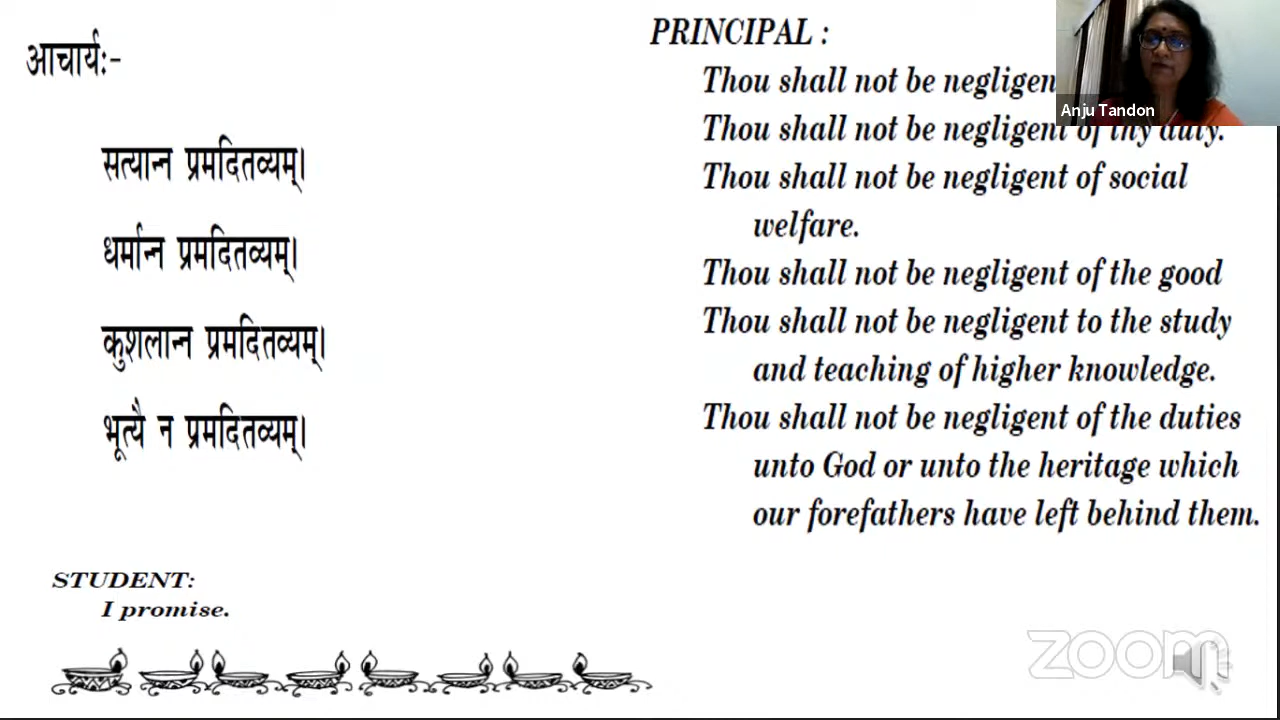 आचार्यः-
सत्यान्न प्रमदितव्यम्।
धर्मान्न प्रमदितव्यम्।
कुशलान्न प्रमदितव्यम्।
भूत्यै न प्रमदितव्यम्।
STUDENT:
I promise.
PRINCIPAL :
Thou shall not be
Thou shall not be negligent of thy duty.
Thou shall not be negligent of social
welfare.
Thou shall not be negligent of the good
Thou shall not be negligent to the study
and teaching of higher knowledge.
Thou shall not be negligent of the duties
unto God or unto the heritage which
our forefathers have left behind them.
Anju Tandon
zoom